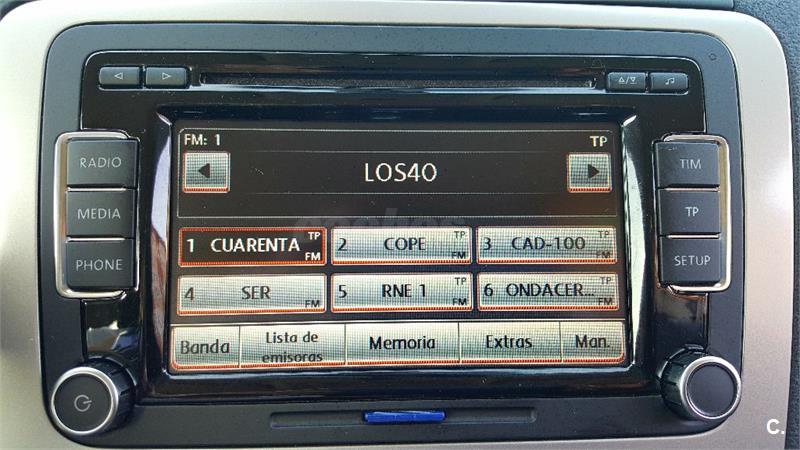 RADIO
MEDIA
PHONE
FM: 1
TP
LOS40
1 CUARENTA TP FM
2 COPE TP FM
3 CAD-100 TP FM
4 SER FM
5 RNE 1 TP FM
6 ONDACER... TP FM
Banda
Lista de
emisoras
Memoria
Extras
Man.
TIM
TP
SETUP
C.